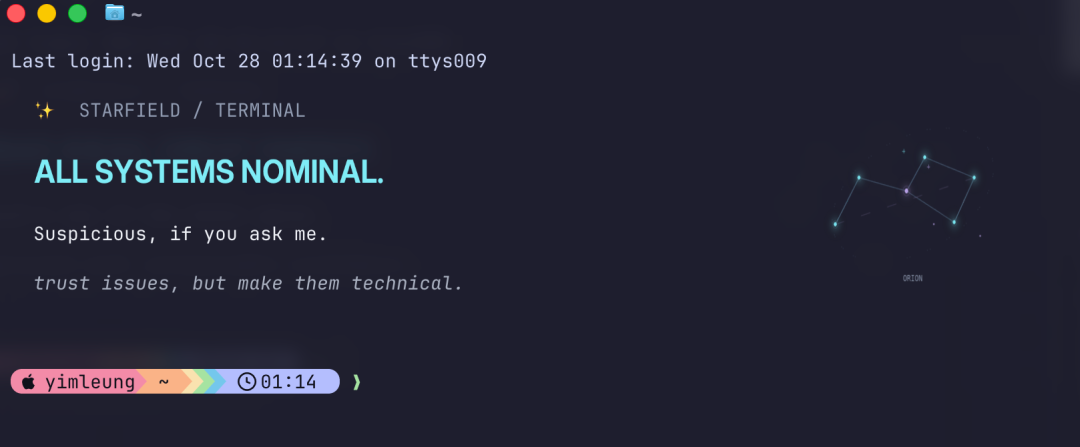 ~
Last login: Wed Oct 28 01:14:39 on ttys009
✨ STARFIELD / TERMINAL
ALL SYSTEMS NOMINAL.
Suspicious, if you ask me.
trust issues, but make them technical.
ORION
yimleung ~ 01:14 ❱